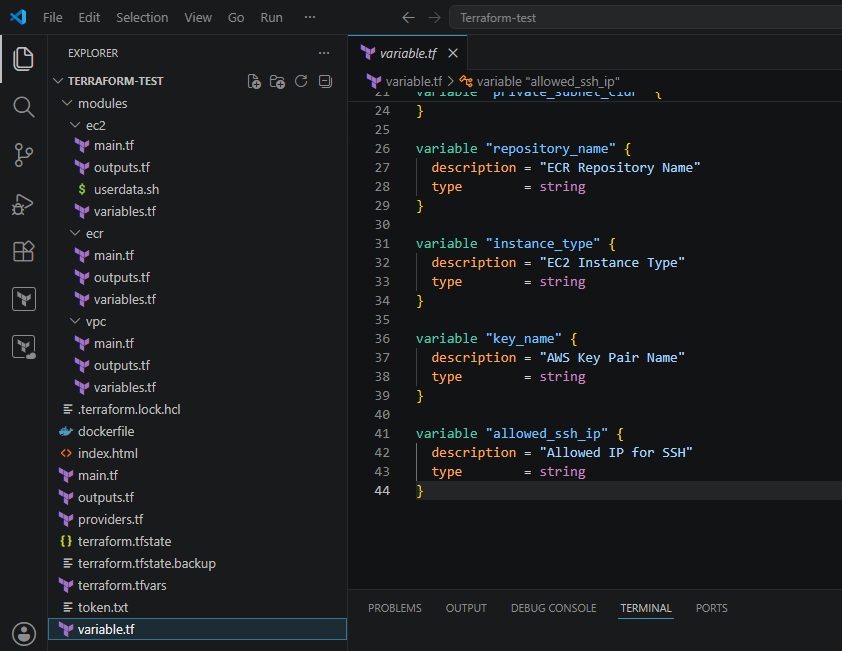 File Edit Selection View Go Run ···
Terraform-test
EXPLORER ···
TERRAFORM-TEST
modules
ec2
main.tf
outputs.tf
$ userdata.sh
variables.tf
ecr
main.tf
outputs.tf
variables.tf
vpc
main.tf
outputs.tf
variables.tf
.terraform.lock.hcl
dockerfile
index.html
main.tf
outputs.tf
providers.tf
{} terraform.tfstate
terraform.tfstate.backup
terraform.tfvars
token.txt
variable.tf
variable.tf
variable.tf > variable "allowed_ssh_ip"
21 variable "private_subnet_cidr" {
24 }
25
26 variable "repository_name" {
27 description = "ECR Repository Name"
28 type = string
29 }
30
31 variable "instance_type" {
32 description = "EC2 Instance Type"
33 type = string
34 }
35
36 variable "key_name" {
37 description = "AWS Key Pair Name"
38 type = string
39 }
40
41 variable "allowed_ssh_ip" {
42 description = "Allowed IP for SSH"
43 type = string
44 }
PROBLEMS OUTPUT DEBUG CONSOLE TERMINAL PORTS